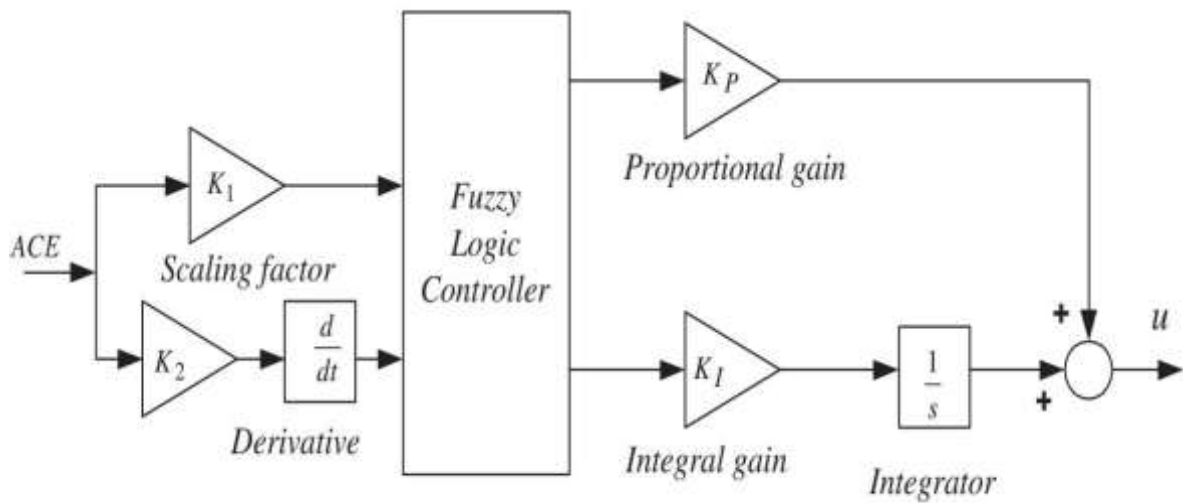 K_P
Proportional gain
K_1
Fuzzy
Logic
Controller
ACE
Scaling factor
K_2
d
dt
Derivative
K_I
Integral gain
1
s
Integrator
+
+
u